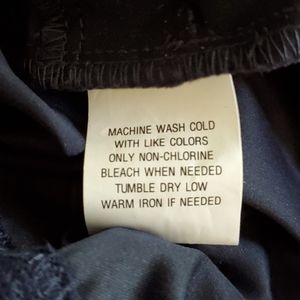 MACHINE WASH COLD
WITH LIKE COLORS
ONLY NON-CHLORINE
BLEACH WHEN NEEDED
TUMBLE DRY LOW
WARM IRON IF NEEDED